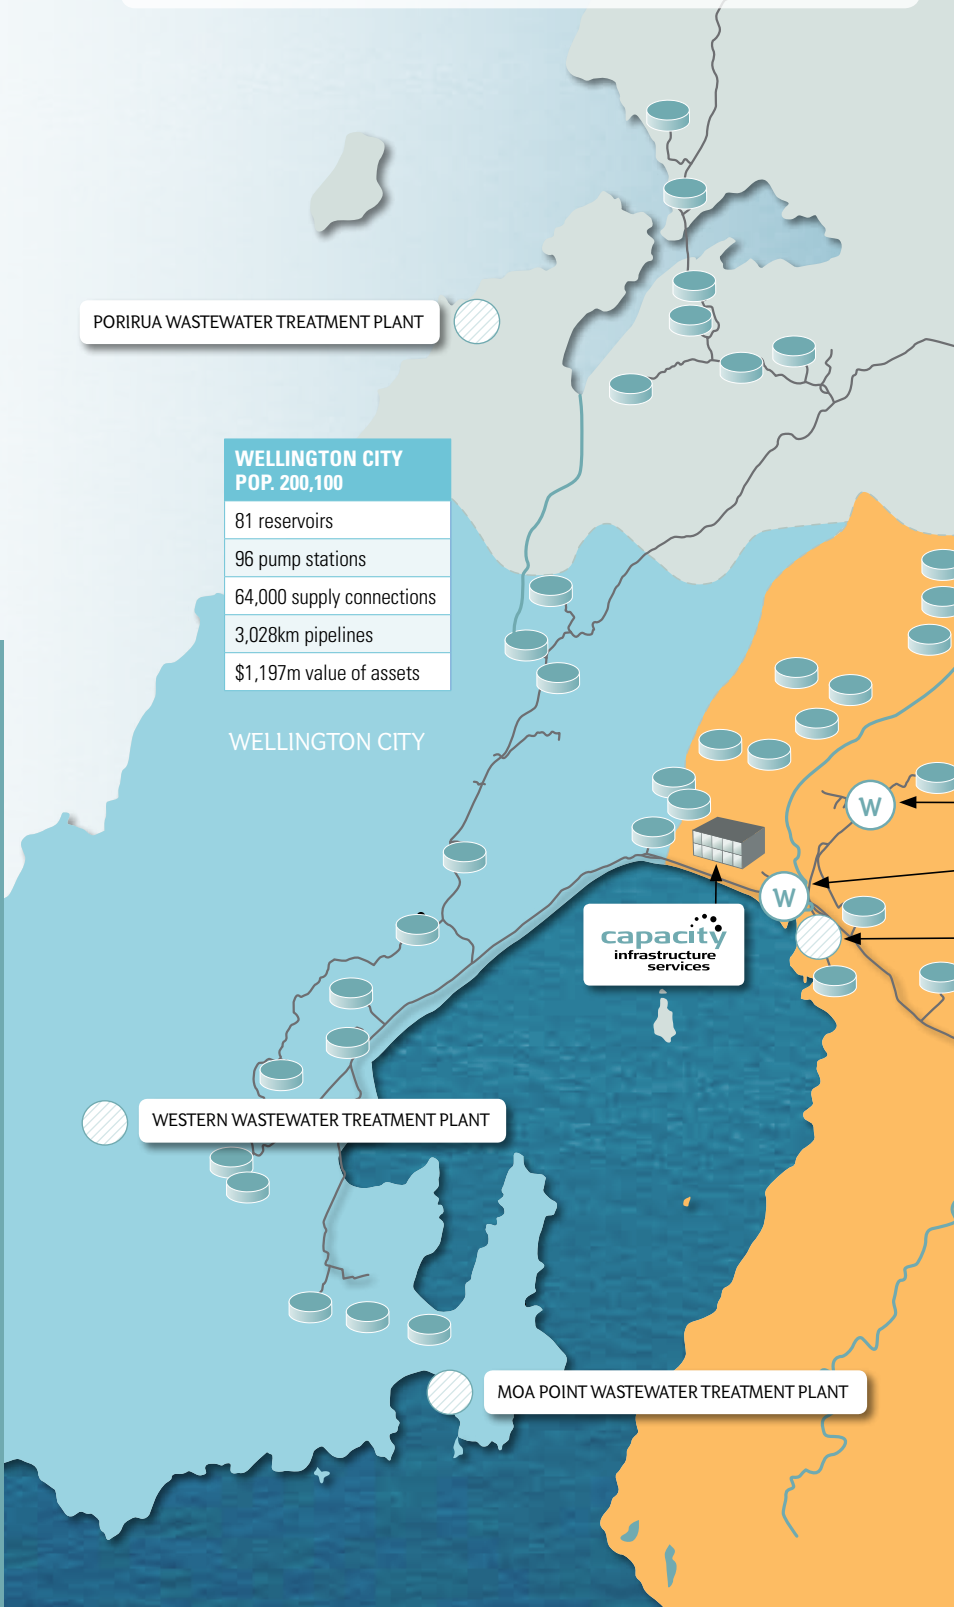 PORIRUA WASTEWATER TREATMENT PLANT
WELLINGTON CITY
POP. 200,100
81 reservoirs
96 pump stations
64,000 supply connections
3,028km pipelines
$1,197m value of assets
WELLINGTON CITY
W
W
capacity
infrastructure
services
WESTERN WASTEWATER TREATMENT PLANT
MOA POINT WASTEWATER TREATMENT PLANT